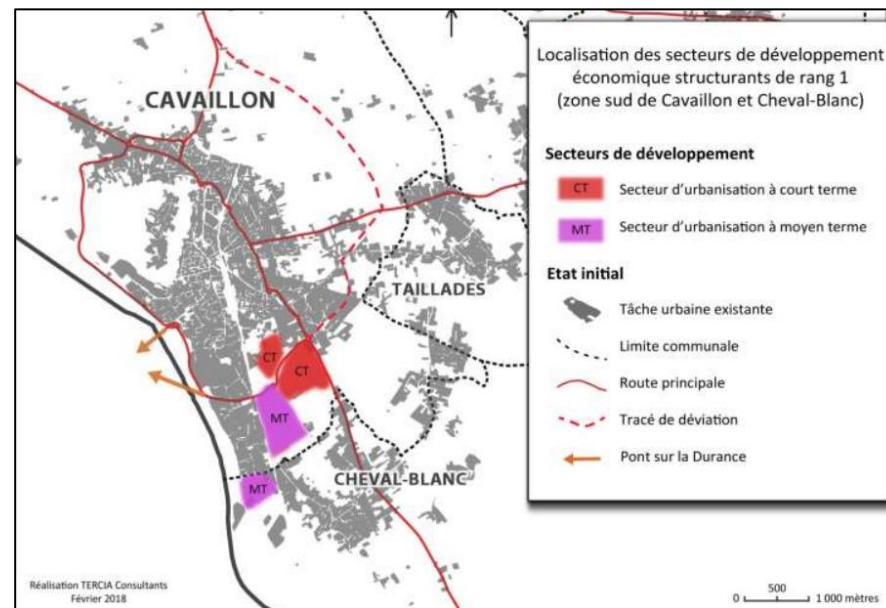 CAVAILLON
TAILLADES
CT
CT
MT
MT
CHEVAL-BLANC
Réalisation TERCIA Consultants
Février 2018
Localisation des secteurs de développement
économique structurants de rang 1
(zone sud de Cavaillon et Cheval-Blanc)
Secteurs de développement
CT Secteur d'urbanisation à court terme
MT Secteur d'urbanisation à moyen terme
Etat initial
Tâche urbaine existante
Limite communale
Route principale
Tracé de déviation
Pont sur la Durance
500
0 1 000 mètres